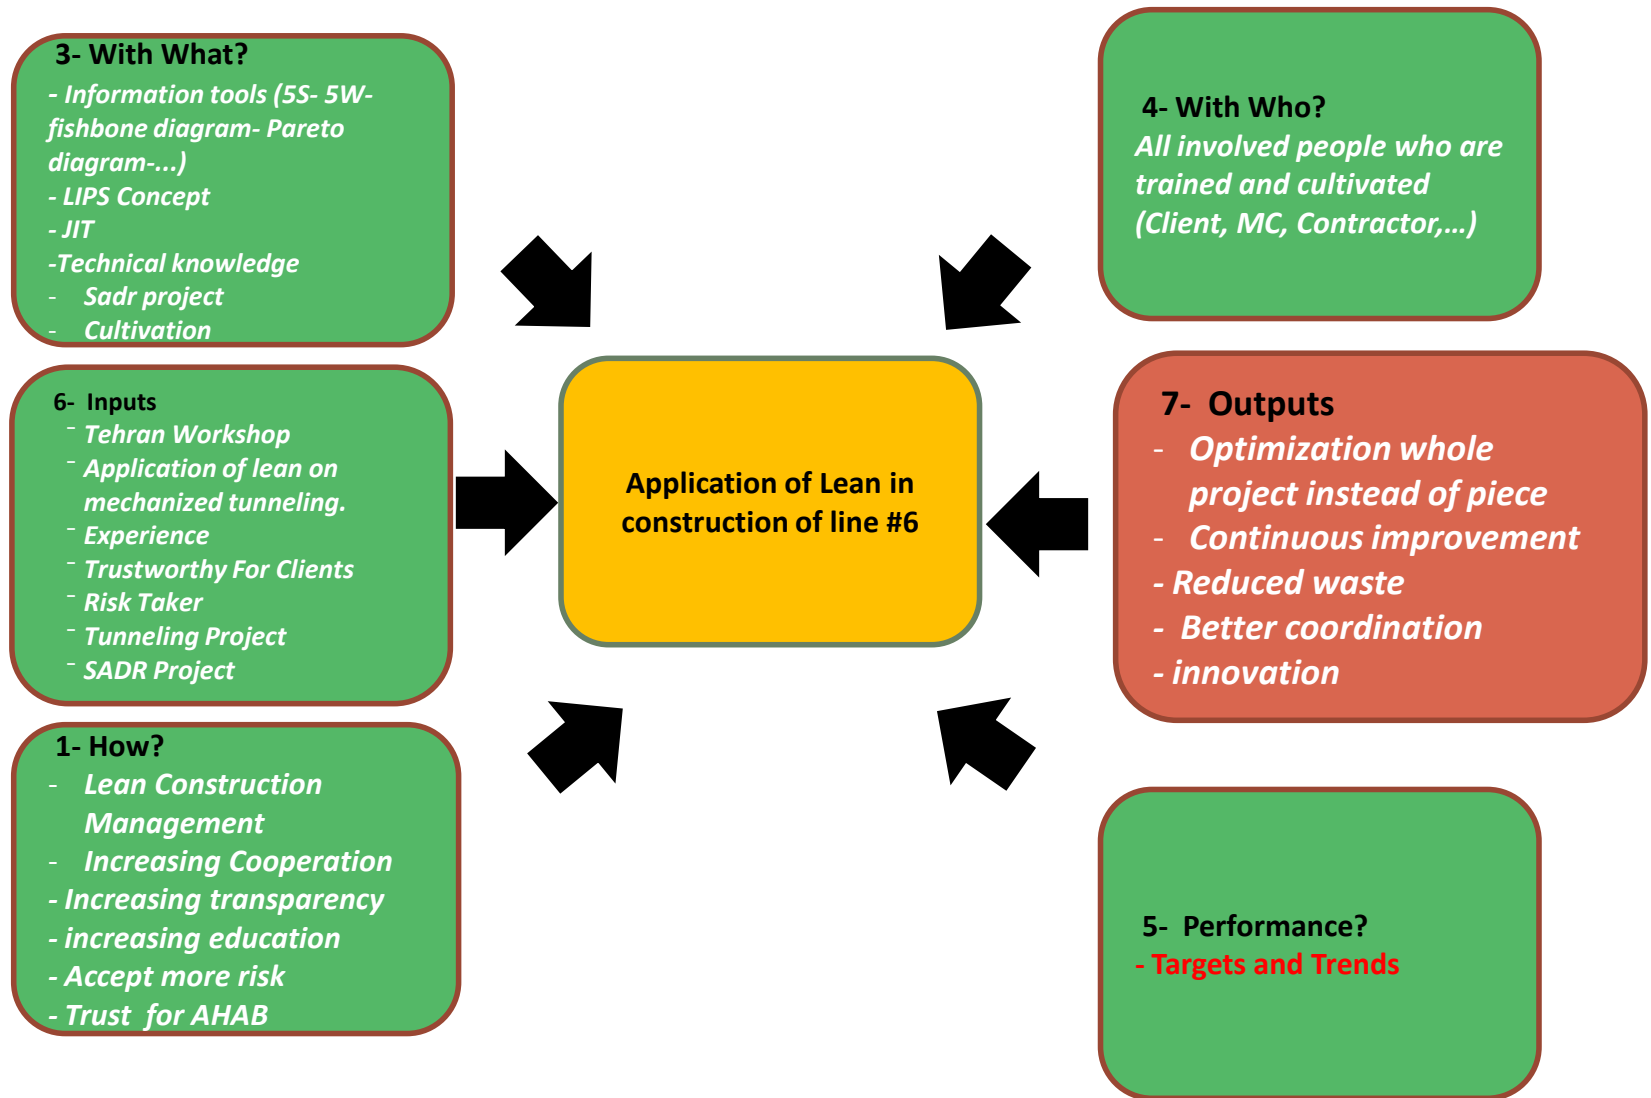 3- With What?
- Information tools (5S- 5W-
fishbone diagram- Pareto
diagram-...)
- LIPS Concept
- JIT
-Technical knowledge
- Sadr project
- Cultivation
6- Inputs
- Tehran Workshop
- Application of lean on
mechanized tunneling.
- Experience
- Trustworthy For Clients
- Risk Taker
- Tunneling Project
- SADR Project
1- How?
- Lean Construction
Management
- Increasing Cooperation
- Increasing transparency
- increasing education
- Accept more risk
- Trust for AHAB
Application of Lean in
construction of line #6
4- With Who?
All involved people who are
trained and cultivated
(Client, MC, Contractor,...)
7- Outputs
- Optimization whole
project instead of piece
- Continuous improvement
- Reduced waste
- Better coordination
- innovation
5- Performance?
- Targets and Trends